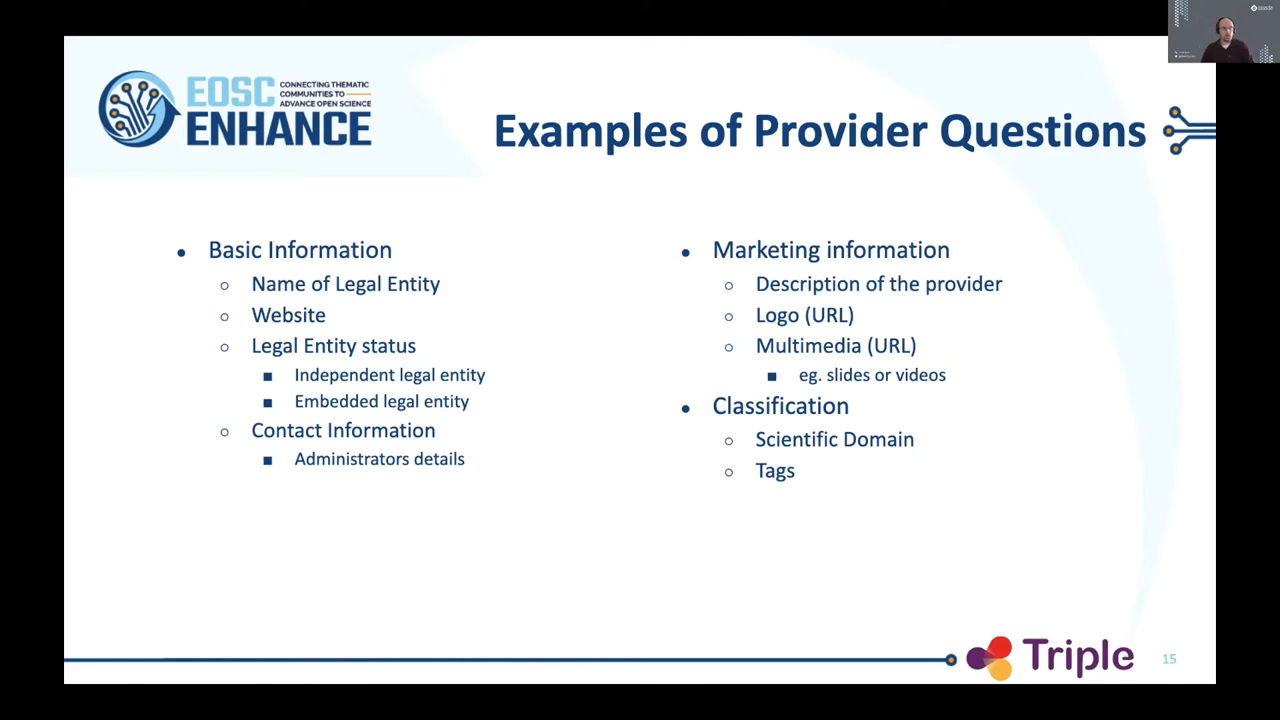 EOSC
ENHANCE
CONNECTING THEMATIC
COMMUNITIES TO
ADVANCE OPEN SCIENCE
Examples of Provider Questions
● Basic Information
○ Name of Legal Entity
○ Website
○ Legal Entity status
■ Independent legal entity
■ Embedded legal entity
○ Contact Information
■ Administrators details
● Marketing information
○ Description of the provider
○ Logo (URL)
○ Multimedia (URL)
■ eg. slides or videos
● Classification
○ Scientific Domain
○ Tags
Triple
15